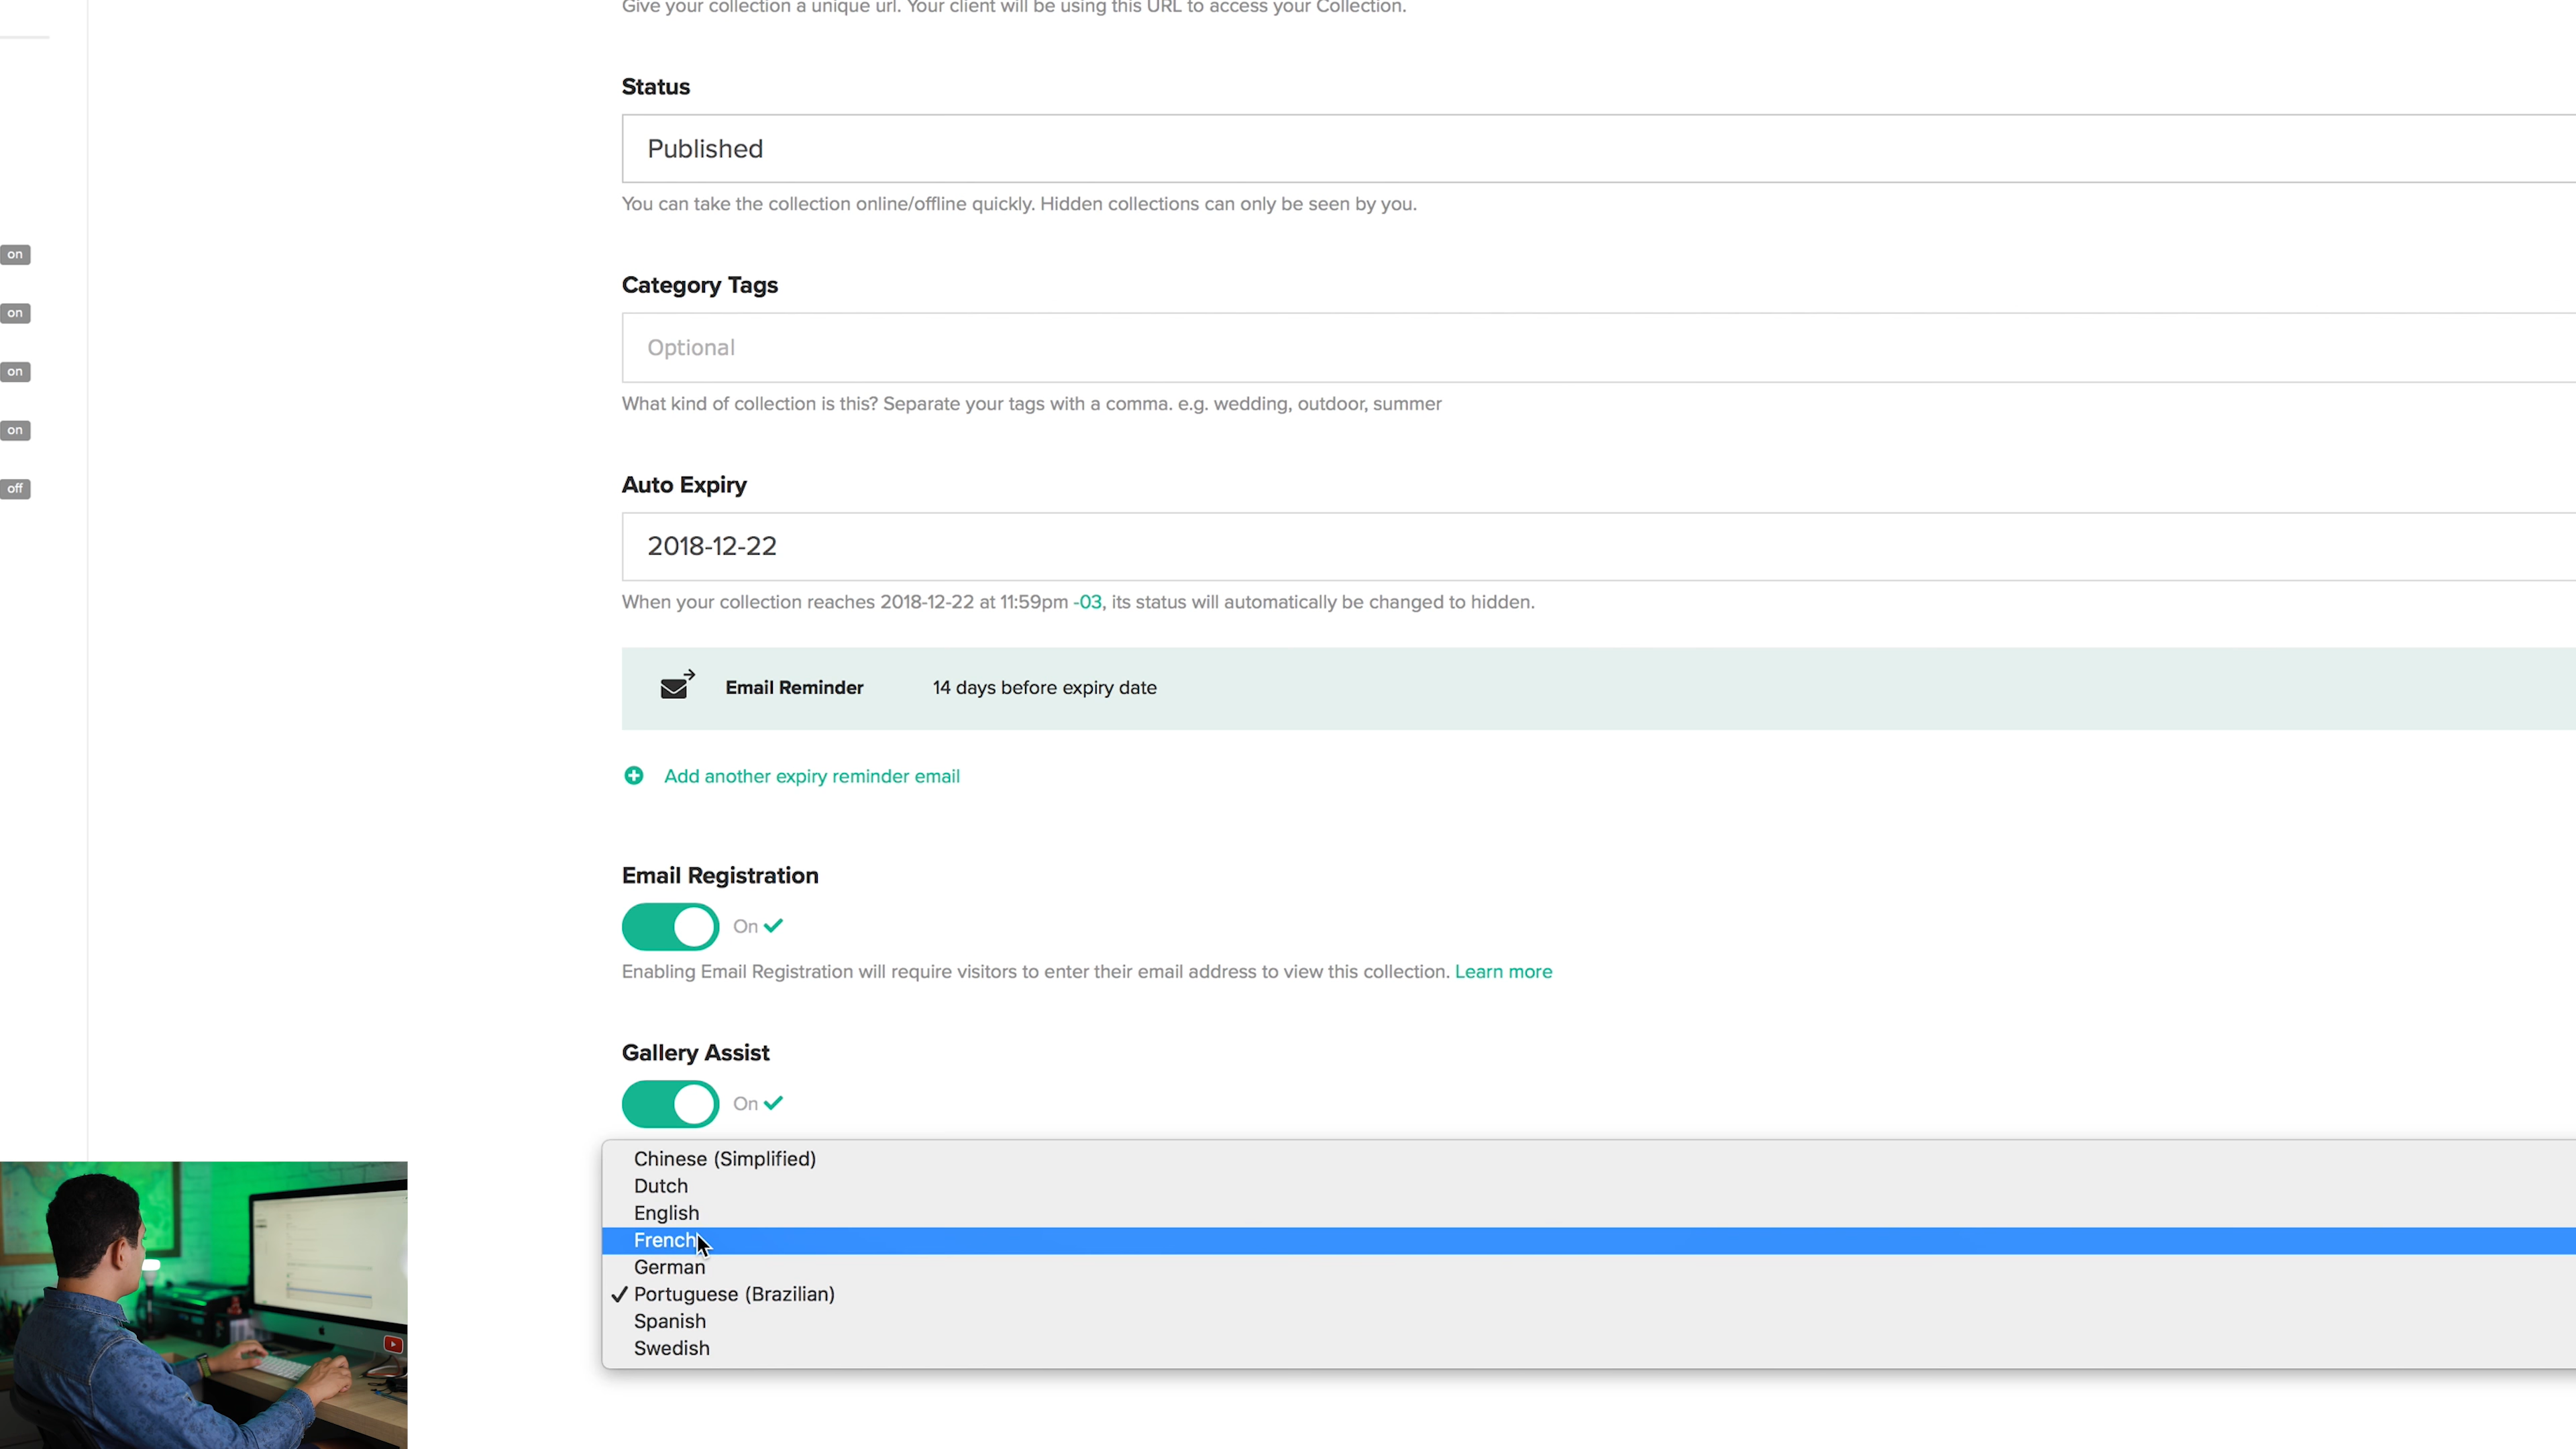 Give your collection a unique url. Your client will be using this URL to access your Collection.
Status
Published
You can take the collection online/offline quickly. Hidden collections can only be seen by you.
on
Category Tags
on
Optional
on
What kind of collection is this? Separate your tags with a comma. e.g. wedding, outdoor, summer
on
Auto Expiry
off
2018-12-22
When your collection reaches 2018-12-22 at 11:59pm -03, its status will automatically be changed to hidden.
Email Reminder 14 days before expiry date
Add another expiry reminder email
Email Registration
On
Enabling Email Registration will require visitors to enter their email address to view this collection. Learn more
Gallery Assist
On
Chinese (Simplified)
Dutch
English
French
German
Portuguese (Brazilian)
Spanish
Swedish